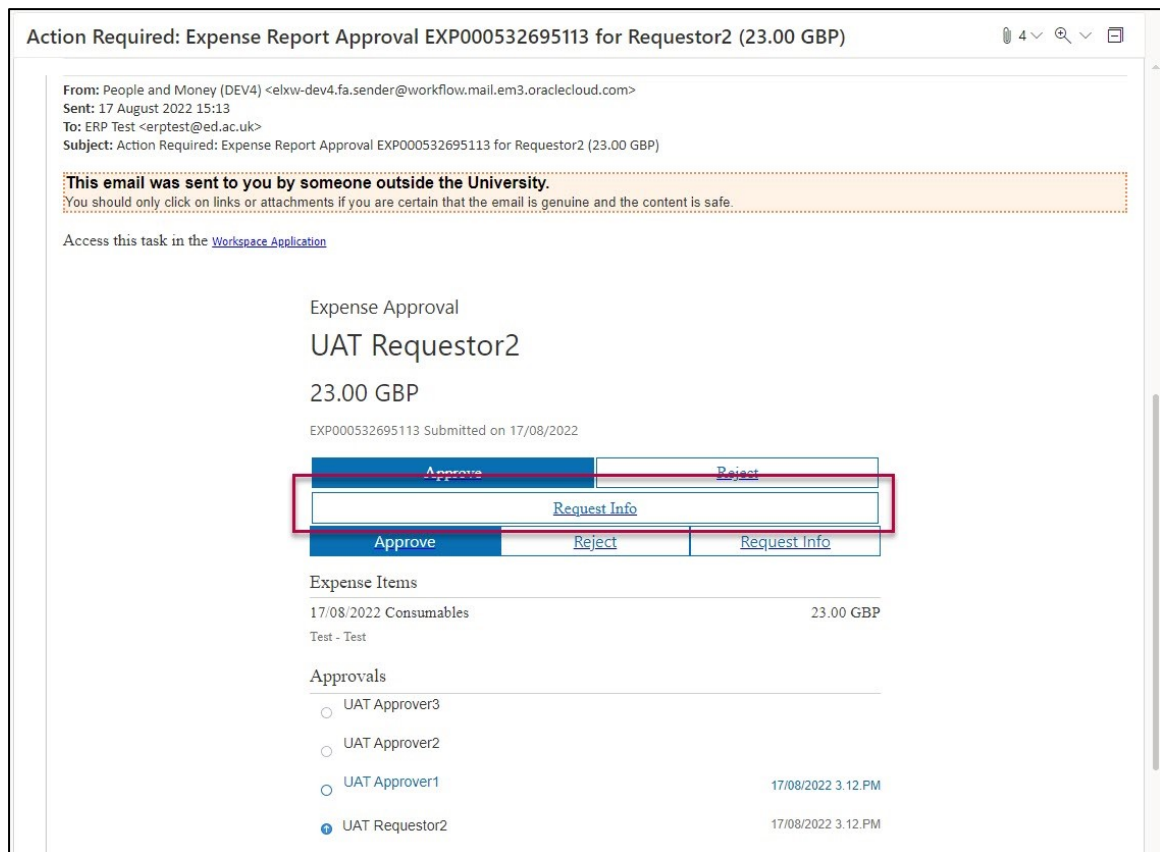 Action Required: Expense Report Approval EXP000532695113 for Requestor2 (23.00 GBP)
4
From: People and Money (DEV4) <elxw-dev4.fa.sender@workflow.mail.em3.oraclecloud.com>
Sent: 17 August 2022 15:13
To: ERP Test <erptest@ed.ac.uk>
Subject: Action Required: Expense Report Approval EXP000532695113 for Requestor2 (23.00 GBP)
This email was sent to you by someone outside the University.
You should only click on links or attachments if you are certain that the email is genuine and the content is safe.
Access this task in the Workspace Application
Expense Approval
UAT Requestor2
23.00 GBP
EXP000532695113 Submitted on 17/08/2022
Approve Reject
Request Info
Approve Reject Request Info
Expense Items
17/08/2022 Consumables 23.00 GBP
Test - Test
Approvals
UAT Approver3
UAT Approver2
UAT Approver1 17/08/2022 3.12.PM
UAT Requestor2 17/08/2022 3.12.PM